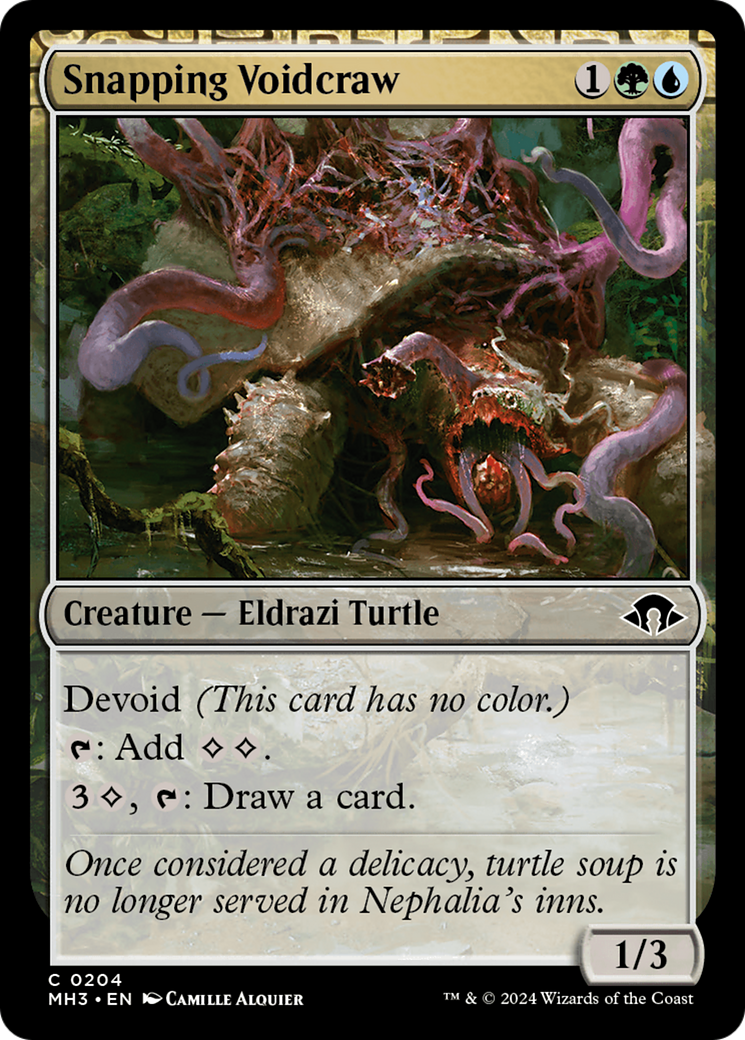 Snapping Voidcraw 1
Creature — Eldrazi Turtle
Devoid (This card has no color.)
: Add .
3 , : Draw a card.
Once considered a delicacy, turtle soup is
no longer served in Nephalia's inns.
1/3
C 0204
MH3 • EN Camille Alquier
™ & © 2024 Wizards of the Coast